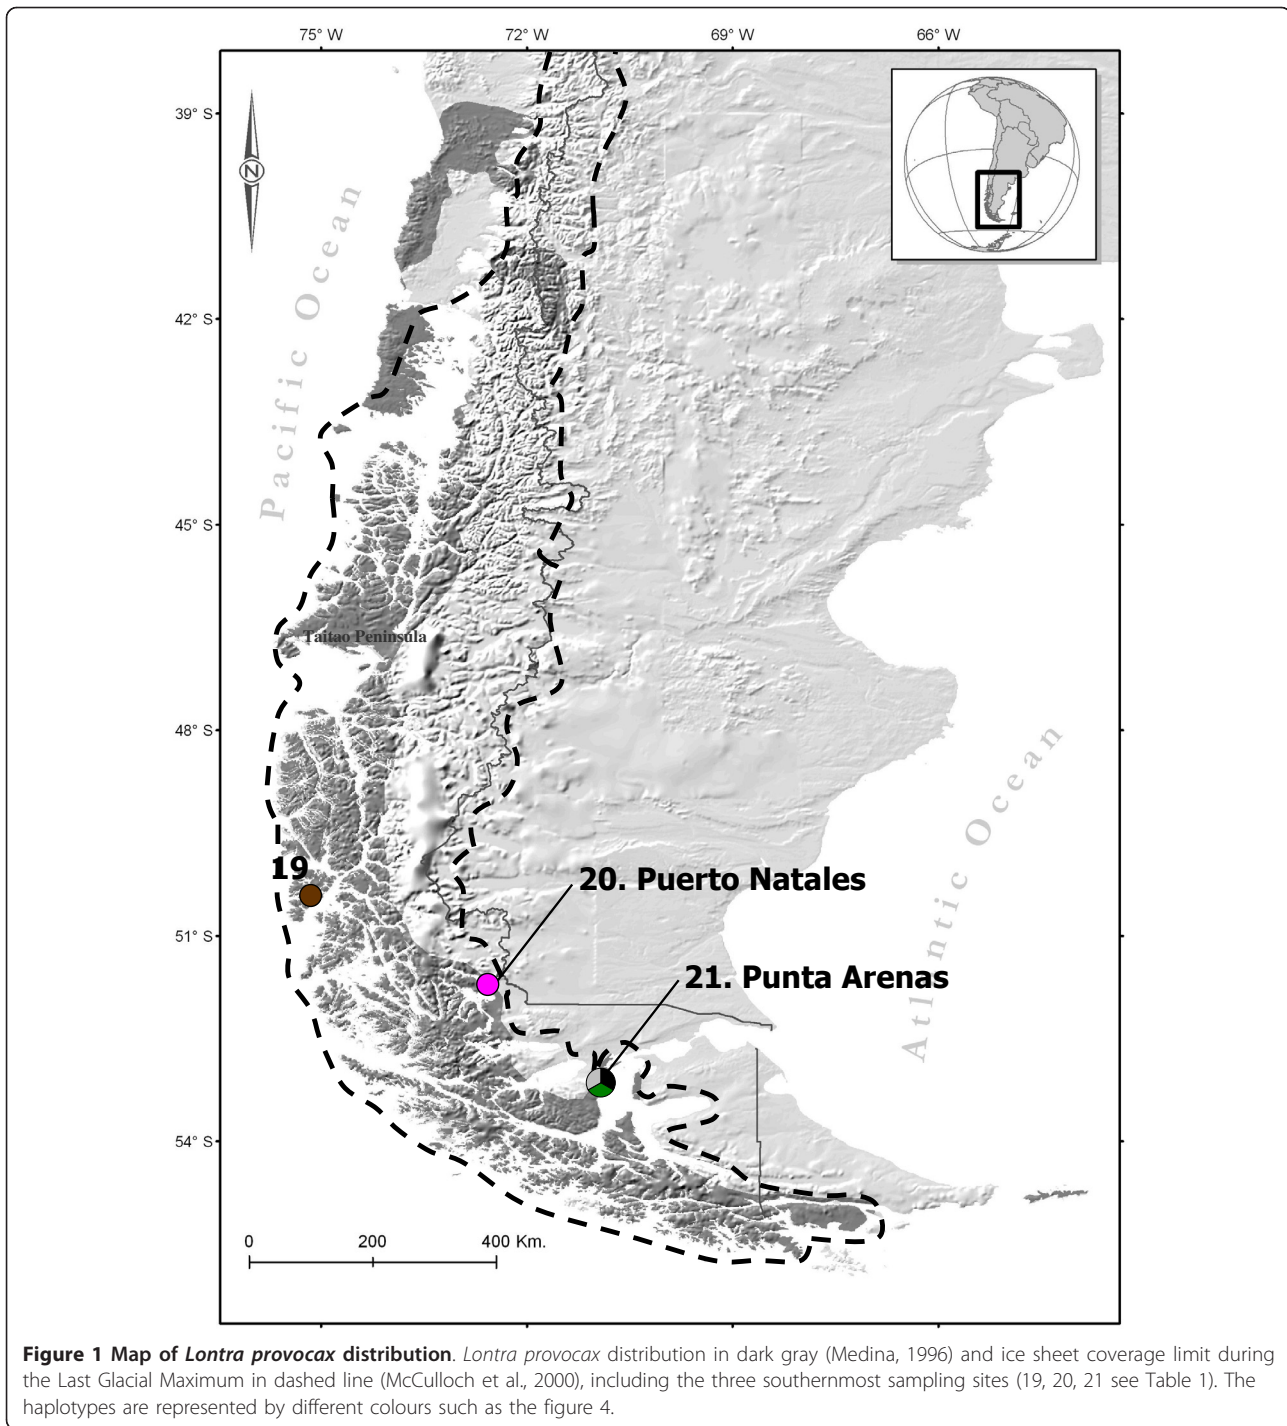 75° W 72° W 69° W 66° W
39° S
42° S
45° S
48° S
51° S
54° S
N
Pacific Ocean
Atlantic Ocean
Taitao Peninsula
19
20. Puerto Natales
21. Punta Arenas
0 200 400 Km.
Figure 1 Map of Lontra provocax distribution. Lontra provocax distribution in dark gray (Medina, 1996) and ice sheet coverage limit during
the Last Glacial Maximum in dashed line (McCulloch et al., 2000), including the three southernmost sampling sites (19, 20, 21 see Table 1). The
haplotypes are represented by different colours such as the figure 4.